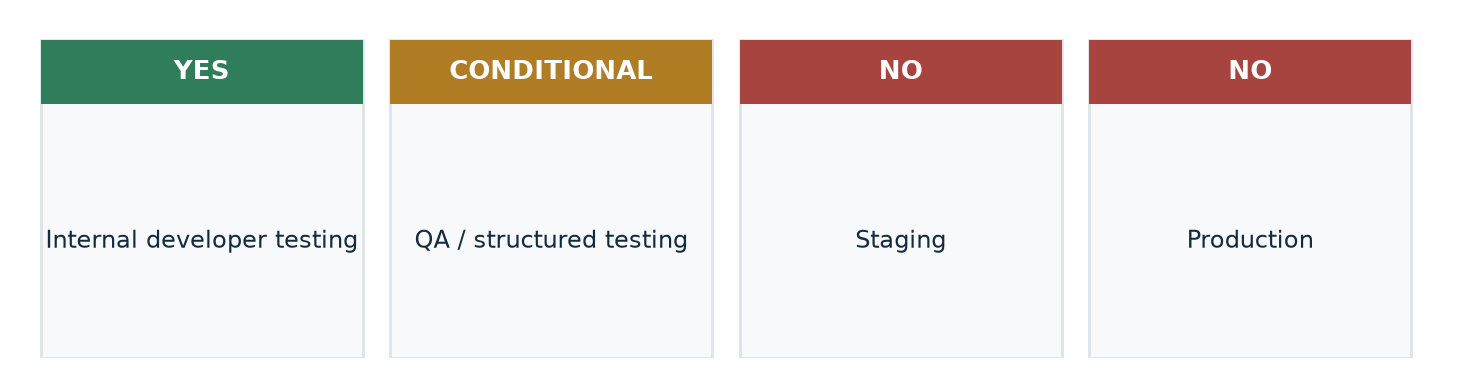 YES
Internal developer testing
CONDITIONAL
QA / structured testing
NO
Staging
NO
Production